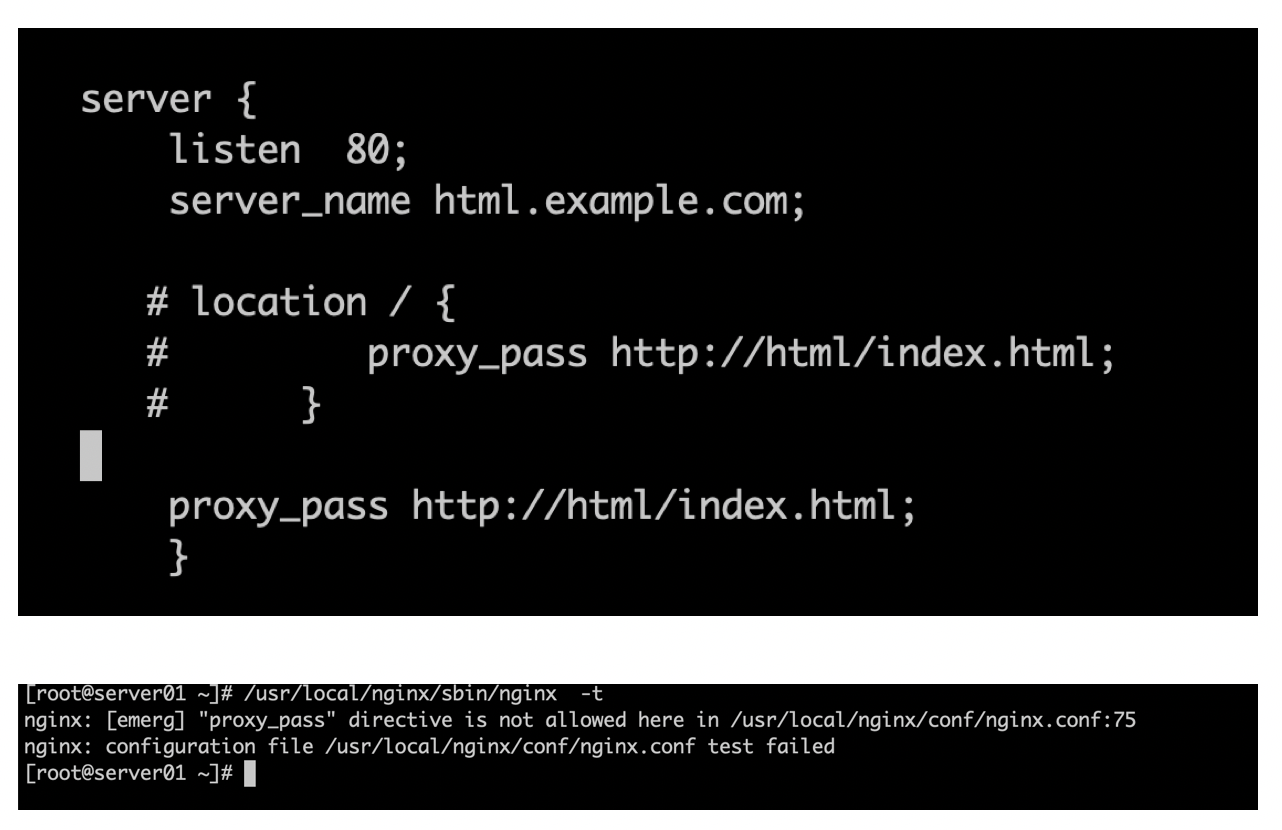 server {
listen  80;
server_name html.example.com;
# location / {
#         proxy_pass http://html/index.html;
#      }
proxy_pass http://html/index.html;
}
[root@server01 ~]# /usr/local/nginx/sbin/nginx  -t
nginx: [emerg] "proxy_pass" directive is not allowed here in /usr/local/nginx/conf/nginx.conf:75
nginx: configuration file /usr/local/nginx/conf/nginx.conf test failed
[root@server01 ~]#